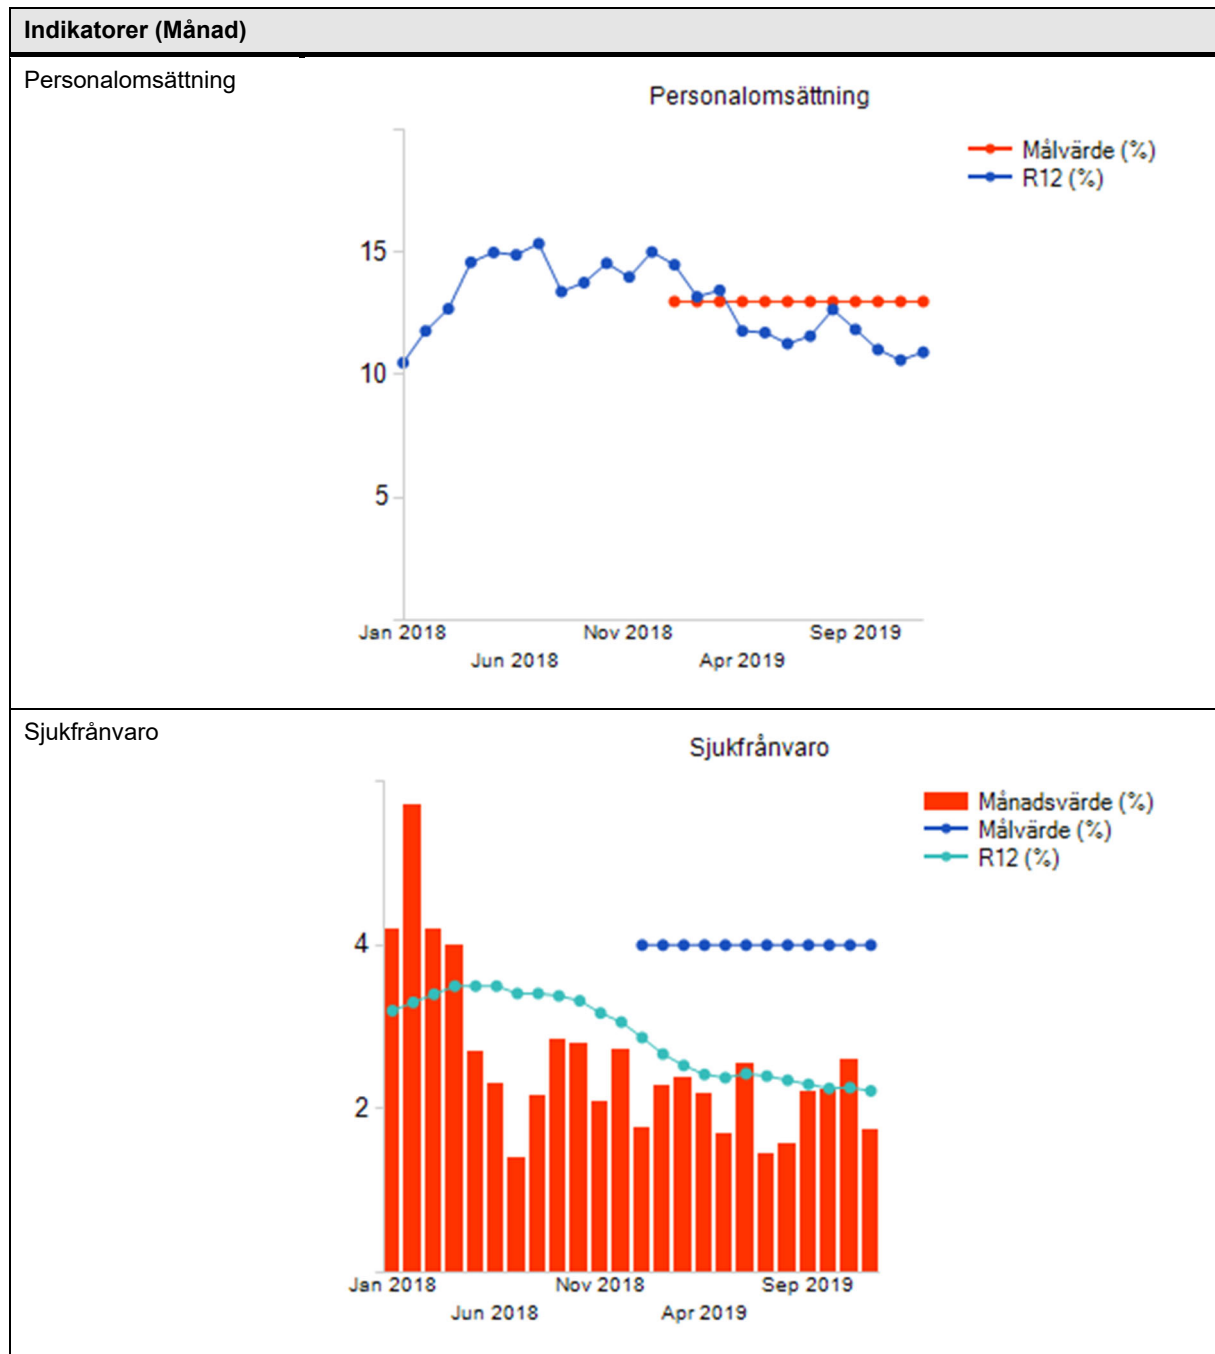 Indikatorer (Månad)
Personalomsättning
Personalomsättning
Målvärde (%)
R12 (%)
15
10
5
Jan 2018
Nov 2018
Sep 2019
Jun 2018
Apr 2019
Sjukfrånvaro
Sjukfrånvaro
Månadsvärde (%)
Målvärde (%)
R12 (%)
4
2
Jan 2018
Nov 2018
Sep 2019
Jun 2018
Apr 2019